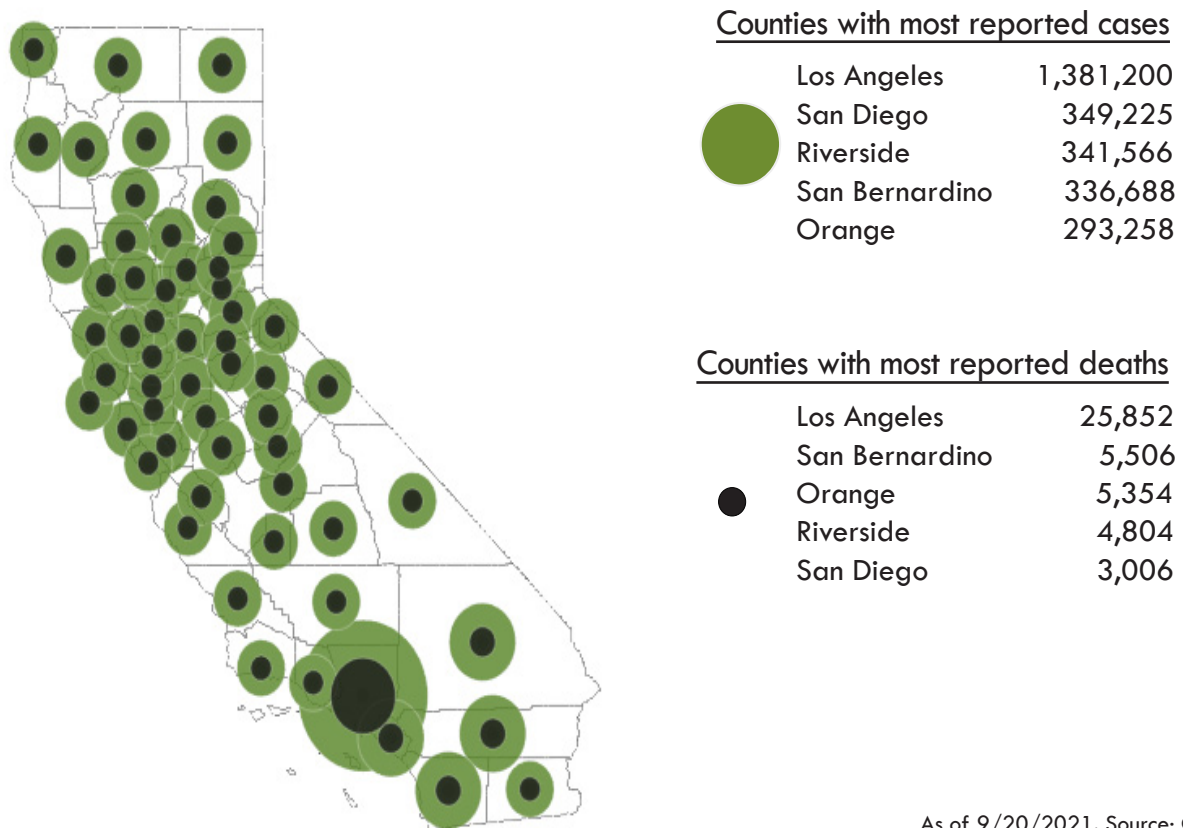 Counties with most reported cases
Los Angeles 1,381,200
San Diego 349,225
Riverside 341,566
San Bernardino 336,688
Orange 293,258
Counties with most reported deaths
Los Angeles 25,852
San Bernardino 5,506
Orange 5,354
Riverside 4,804
San Diego 3,006
As of 9/20/2021. Source: